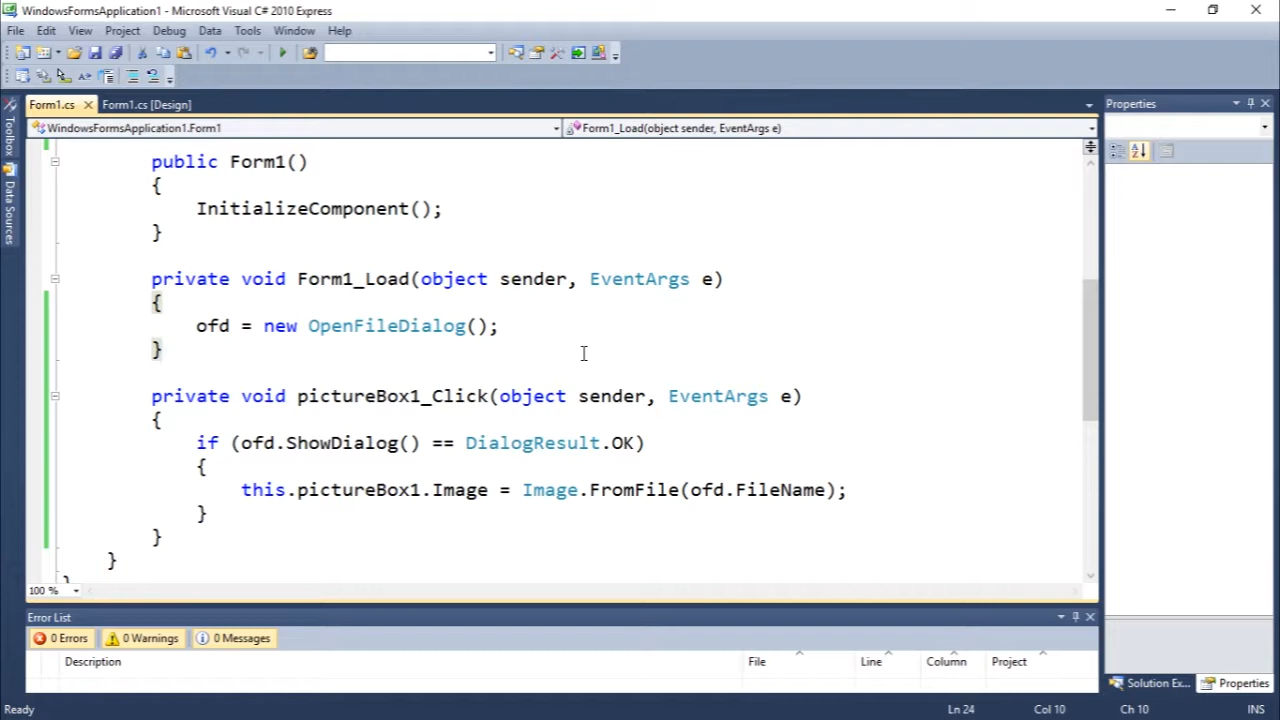 WindowsFormsApplication1 - Microsoft Visual C# 2010 Express
File Edit View Project Debug Data Tools Window Help
Form1.cs Form1.cs [Design]
WindowsFormsApplication1.Form1 Form1_Load(object sender, EventArgs e)
public Form1()
{
InitializeComponent();
}
private void Form1_Load(object sender, EventArgs e)
{
ofd = new OpenFileDialog();
}
private void pictureBox1_Click(object sender, EventArgs e)
{
if (ofd.ShowDialog() == DialogResult.OK)
{
this.pictureBox1.Image = Image.FromFile(ofd.FileName);
}
}
}
}
100 %
Toolbox
Data Sources
Properties
Error List
0 Errors 0 Warnings 0 Messages
Description File Line Column Project
Solution Ex... Properties
Ready Ln 24 Col 10 Ch 10 INS